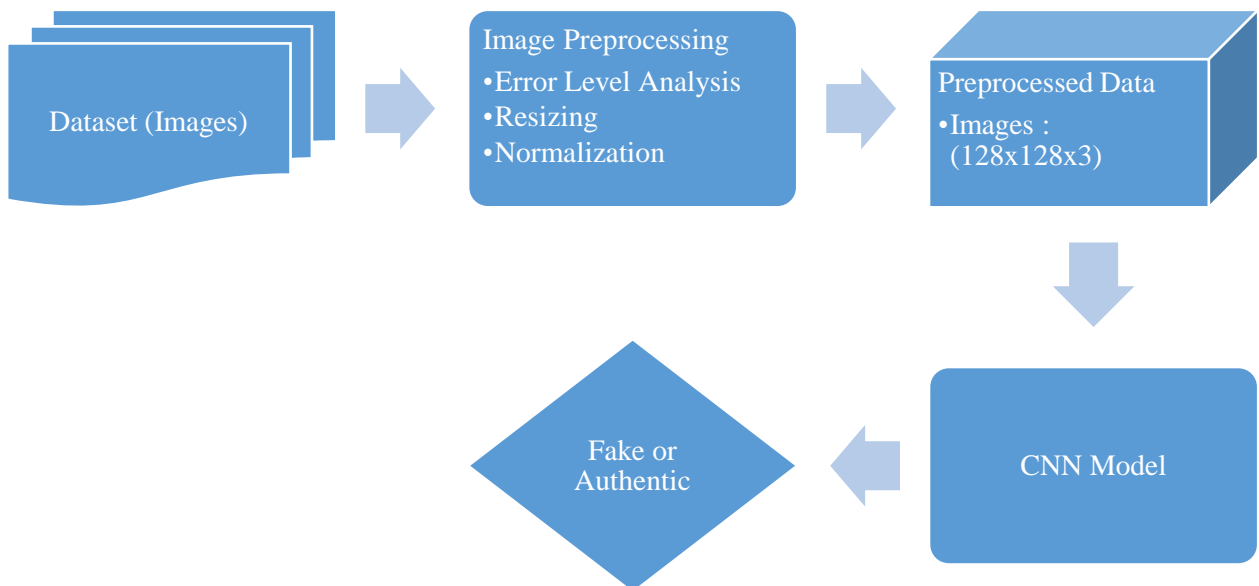 Dataset (Images)
Image Preprocessing
•Error Level Analysis
•Resizing
•Normalization
Preprocessed Data
•Images :
(128x128x3)
CNN Model
Fake or
Authentic